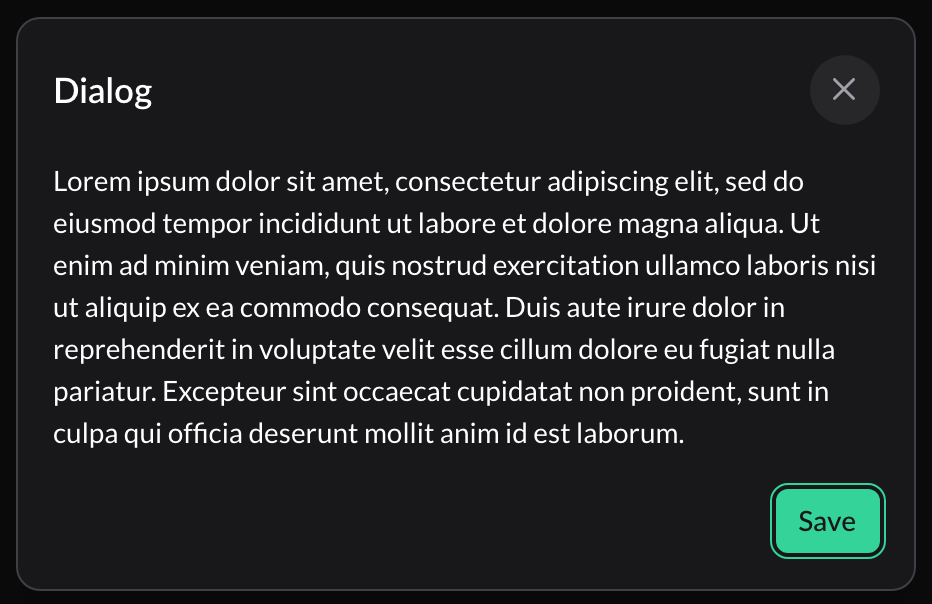 Dialog
Lorem ipsum dolor sit amet, consectetur adipiscing elit, sed do
eiusmod tempor incididunt ut labore et dolore magna aliqua. Ut
enim ad minim veniam, quis nostrud exercitation ullamco laboris nisi
ut aliquip ex ea commodo consequat. Duis aute irure dolor in
reprehenderit in voluptate velit esse cillum dolore eu fugiat nulla
pariatur. Excepteur sint occaecat cupidatat non proident, sunt in
culpa qui officia deserunt mollit anim id est laborum.
Save